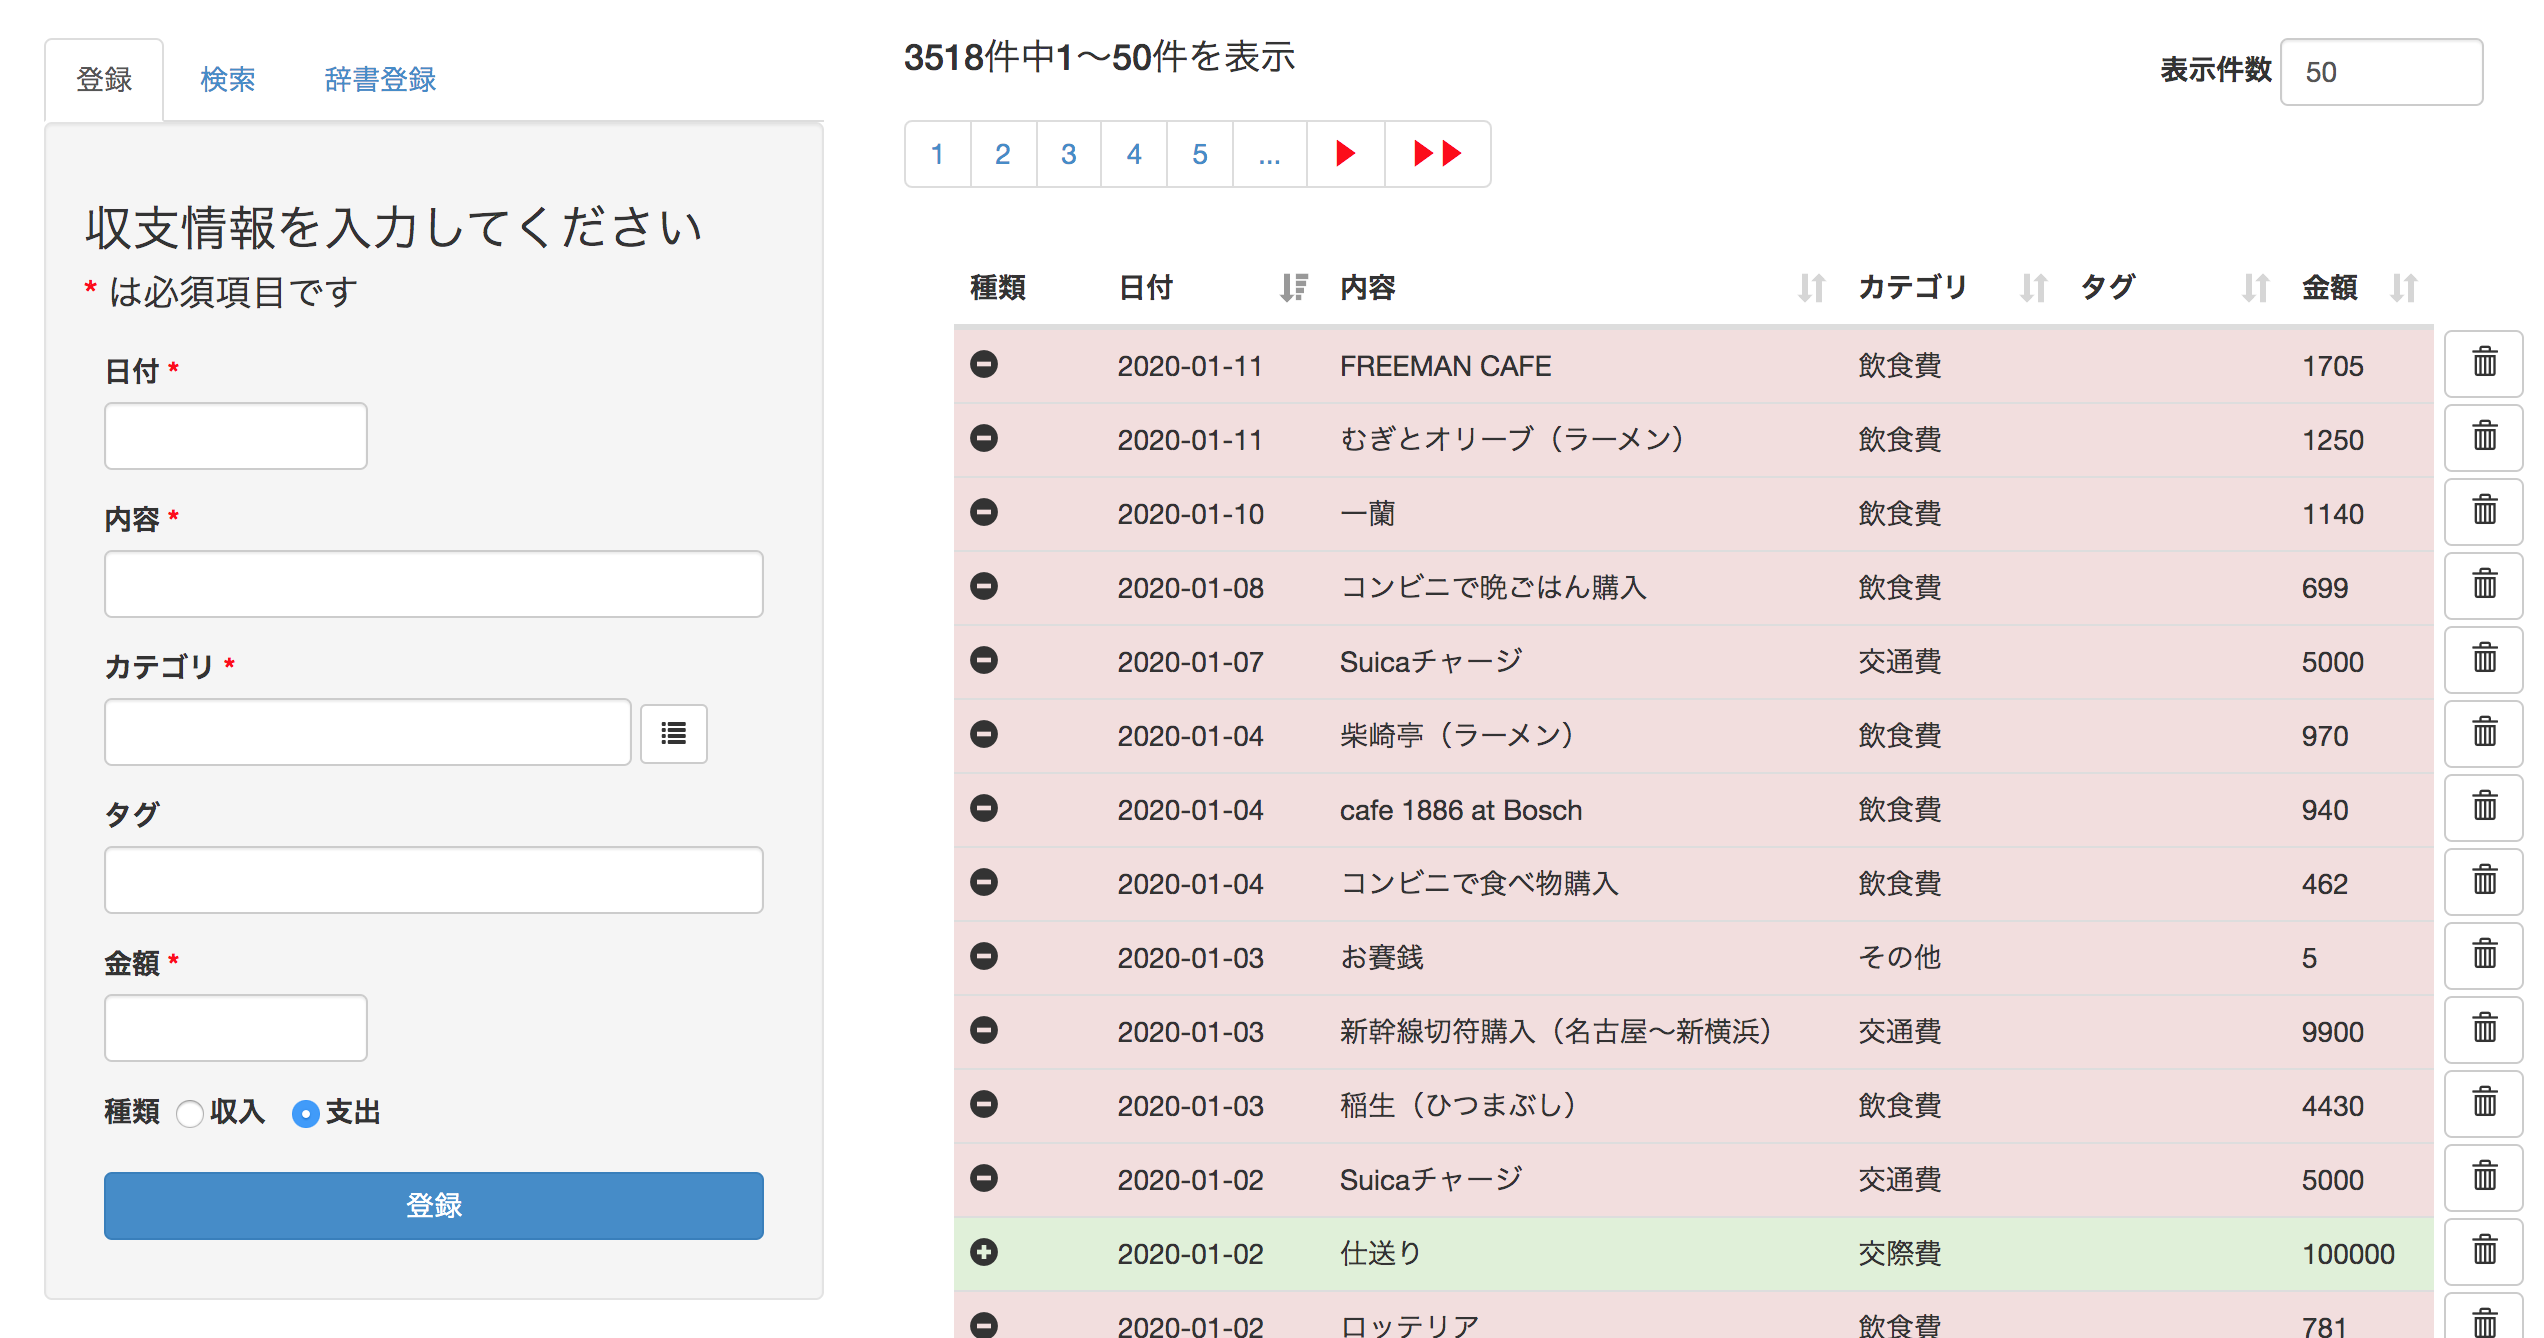 登録 検索 辞書登録
収支情報を入力してください
* は必須項目です
日付 *
内容 *
カテゴリ *
タグ
金額 *
種類 収入 支出
登録
3518件中1～50件を表示
表示件数 50
1 2 3 4 5 ...
種類 日付 内容 カテゴリ タグ 金額
2020-01-11 FREEMAN CAFE 飲食費 1705
2020-01-11 むぎとオリーブ（ラーメン） 飲食費 1250
2020-01-10 一蘭 飲食費 1140
2020-01-08 コンビニで晩ごはん購入 飲食費 699
2020-01-07 Suicaチャージ 交通費 5000
2020-01-04 柴崎亭（ラーメン） 飲食費 970
2020-01-04 cafe 1886 at Bosch 飲食費 940
2020-01-04 コンビニで食べ物購入 飲食費 462
2020-01-03 お賽銭 その他 5
2020-01-03 新幹線切符購入（名古屋～新横浜） 交通費 9900
2020-01-03 稲生（ひつまぶし） 飲食費 4430
2020-01-02 Suicaチャージ 交通費 5000
2020-01-02 仕送り 交際費 100000
2020-01-02 ロッテリア 飲食費 781